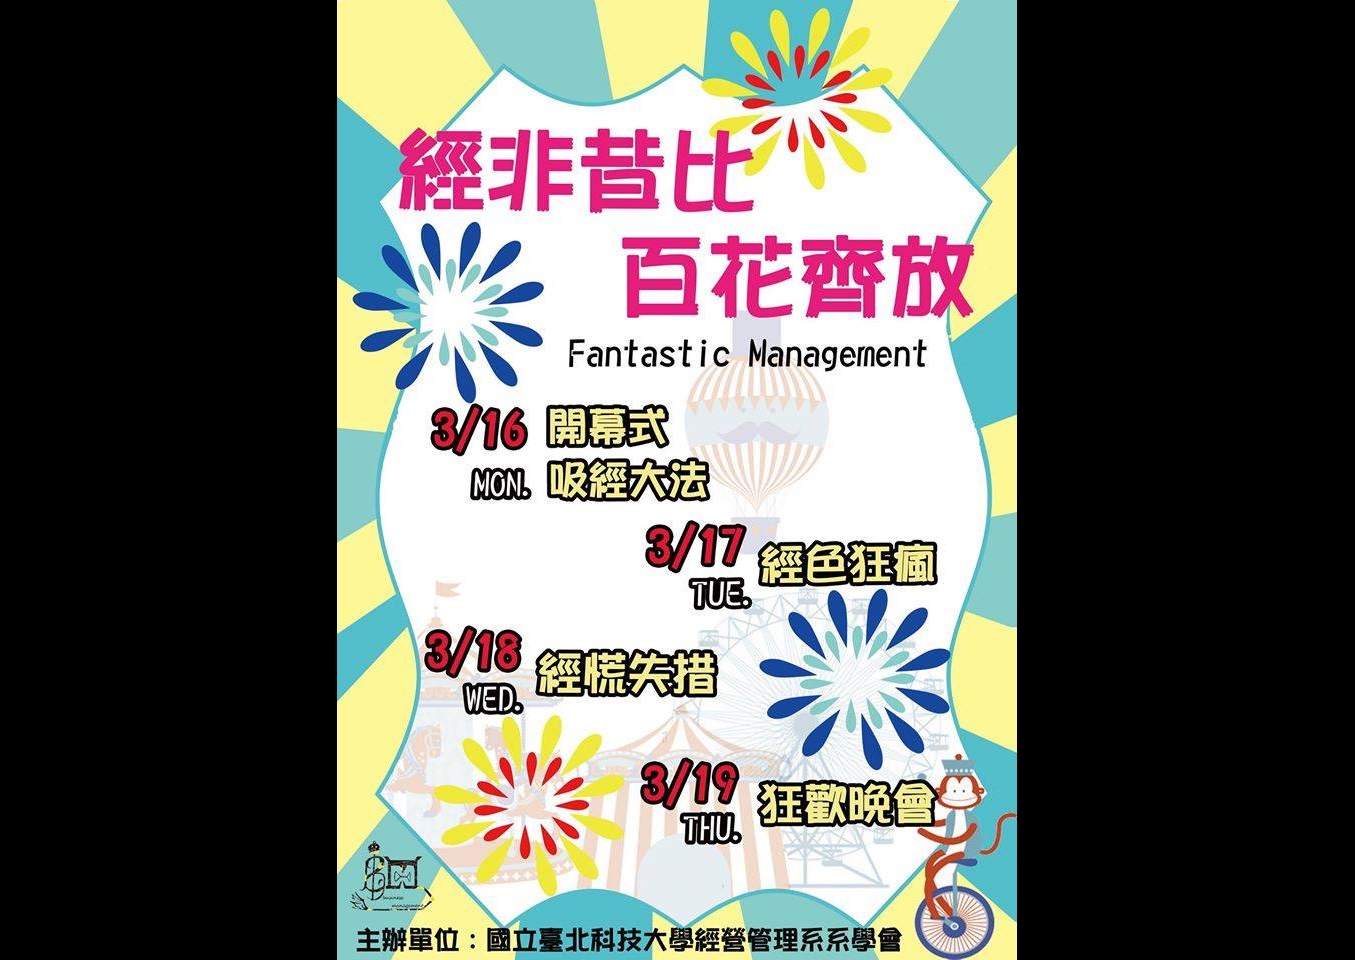 經非昔比
百花齊放
Fantastic Management
3/16 開幕式
MON. 吸經大法
3/17 經色狂瘋
TUE.
3/18 經慌失措
WED.
3/19 狂歡晚會
THU.
business
management
主辦單位：國立臺北科技大學經營管理系系學會